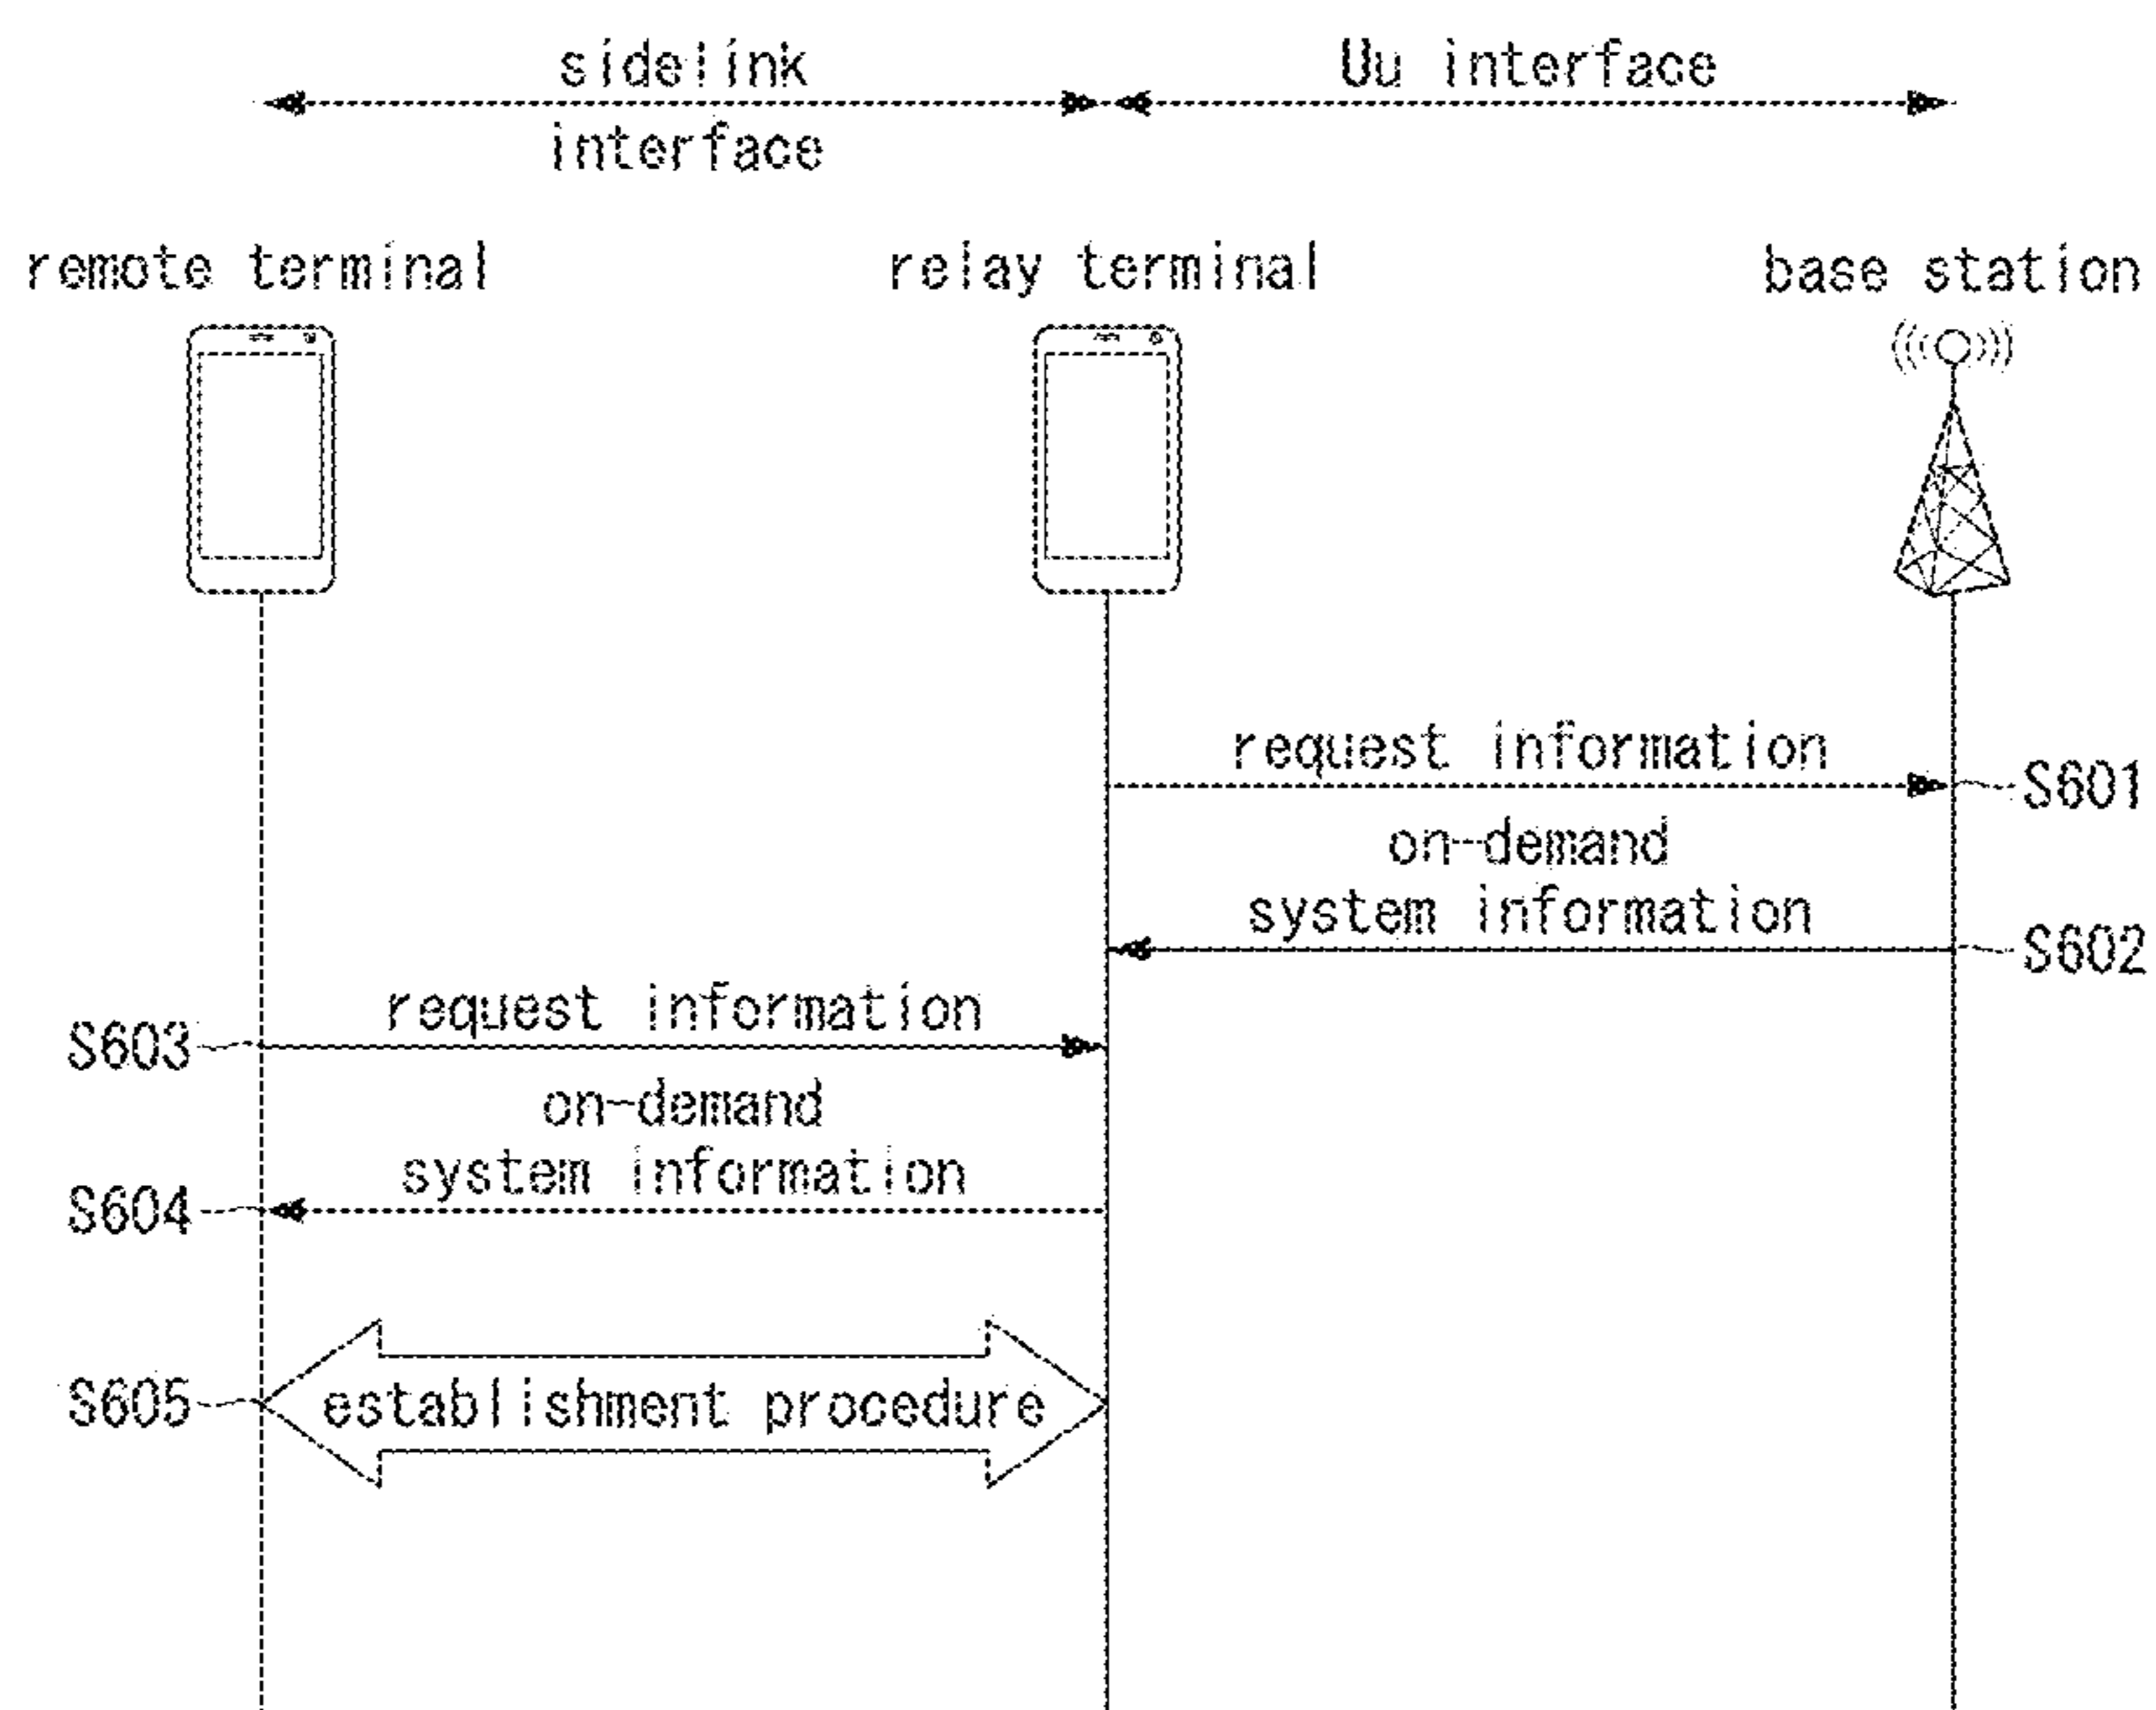 sidelink
interface
Uu interface
remote terminal
relay terminal
base station
request information
S601
on-demand
system information
S602
request information
S603
on-demand
system information
S604
establishment procedure
S605